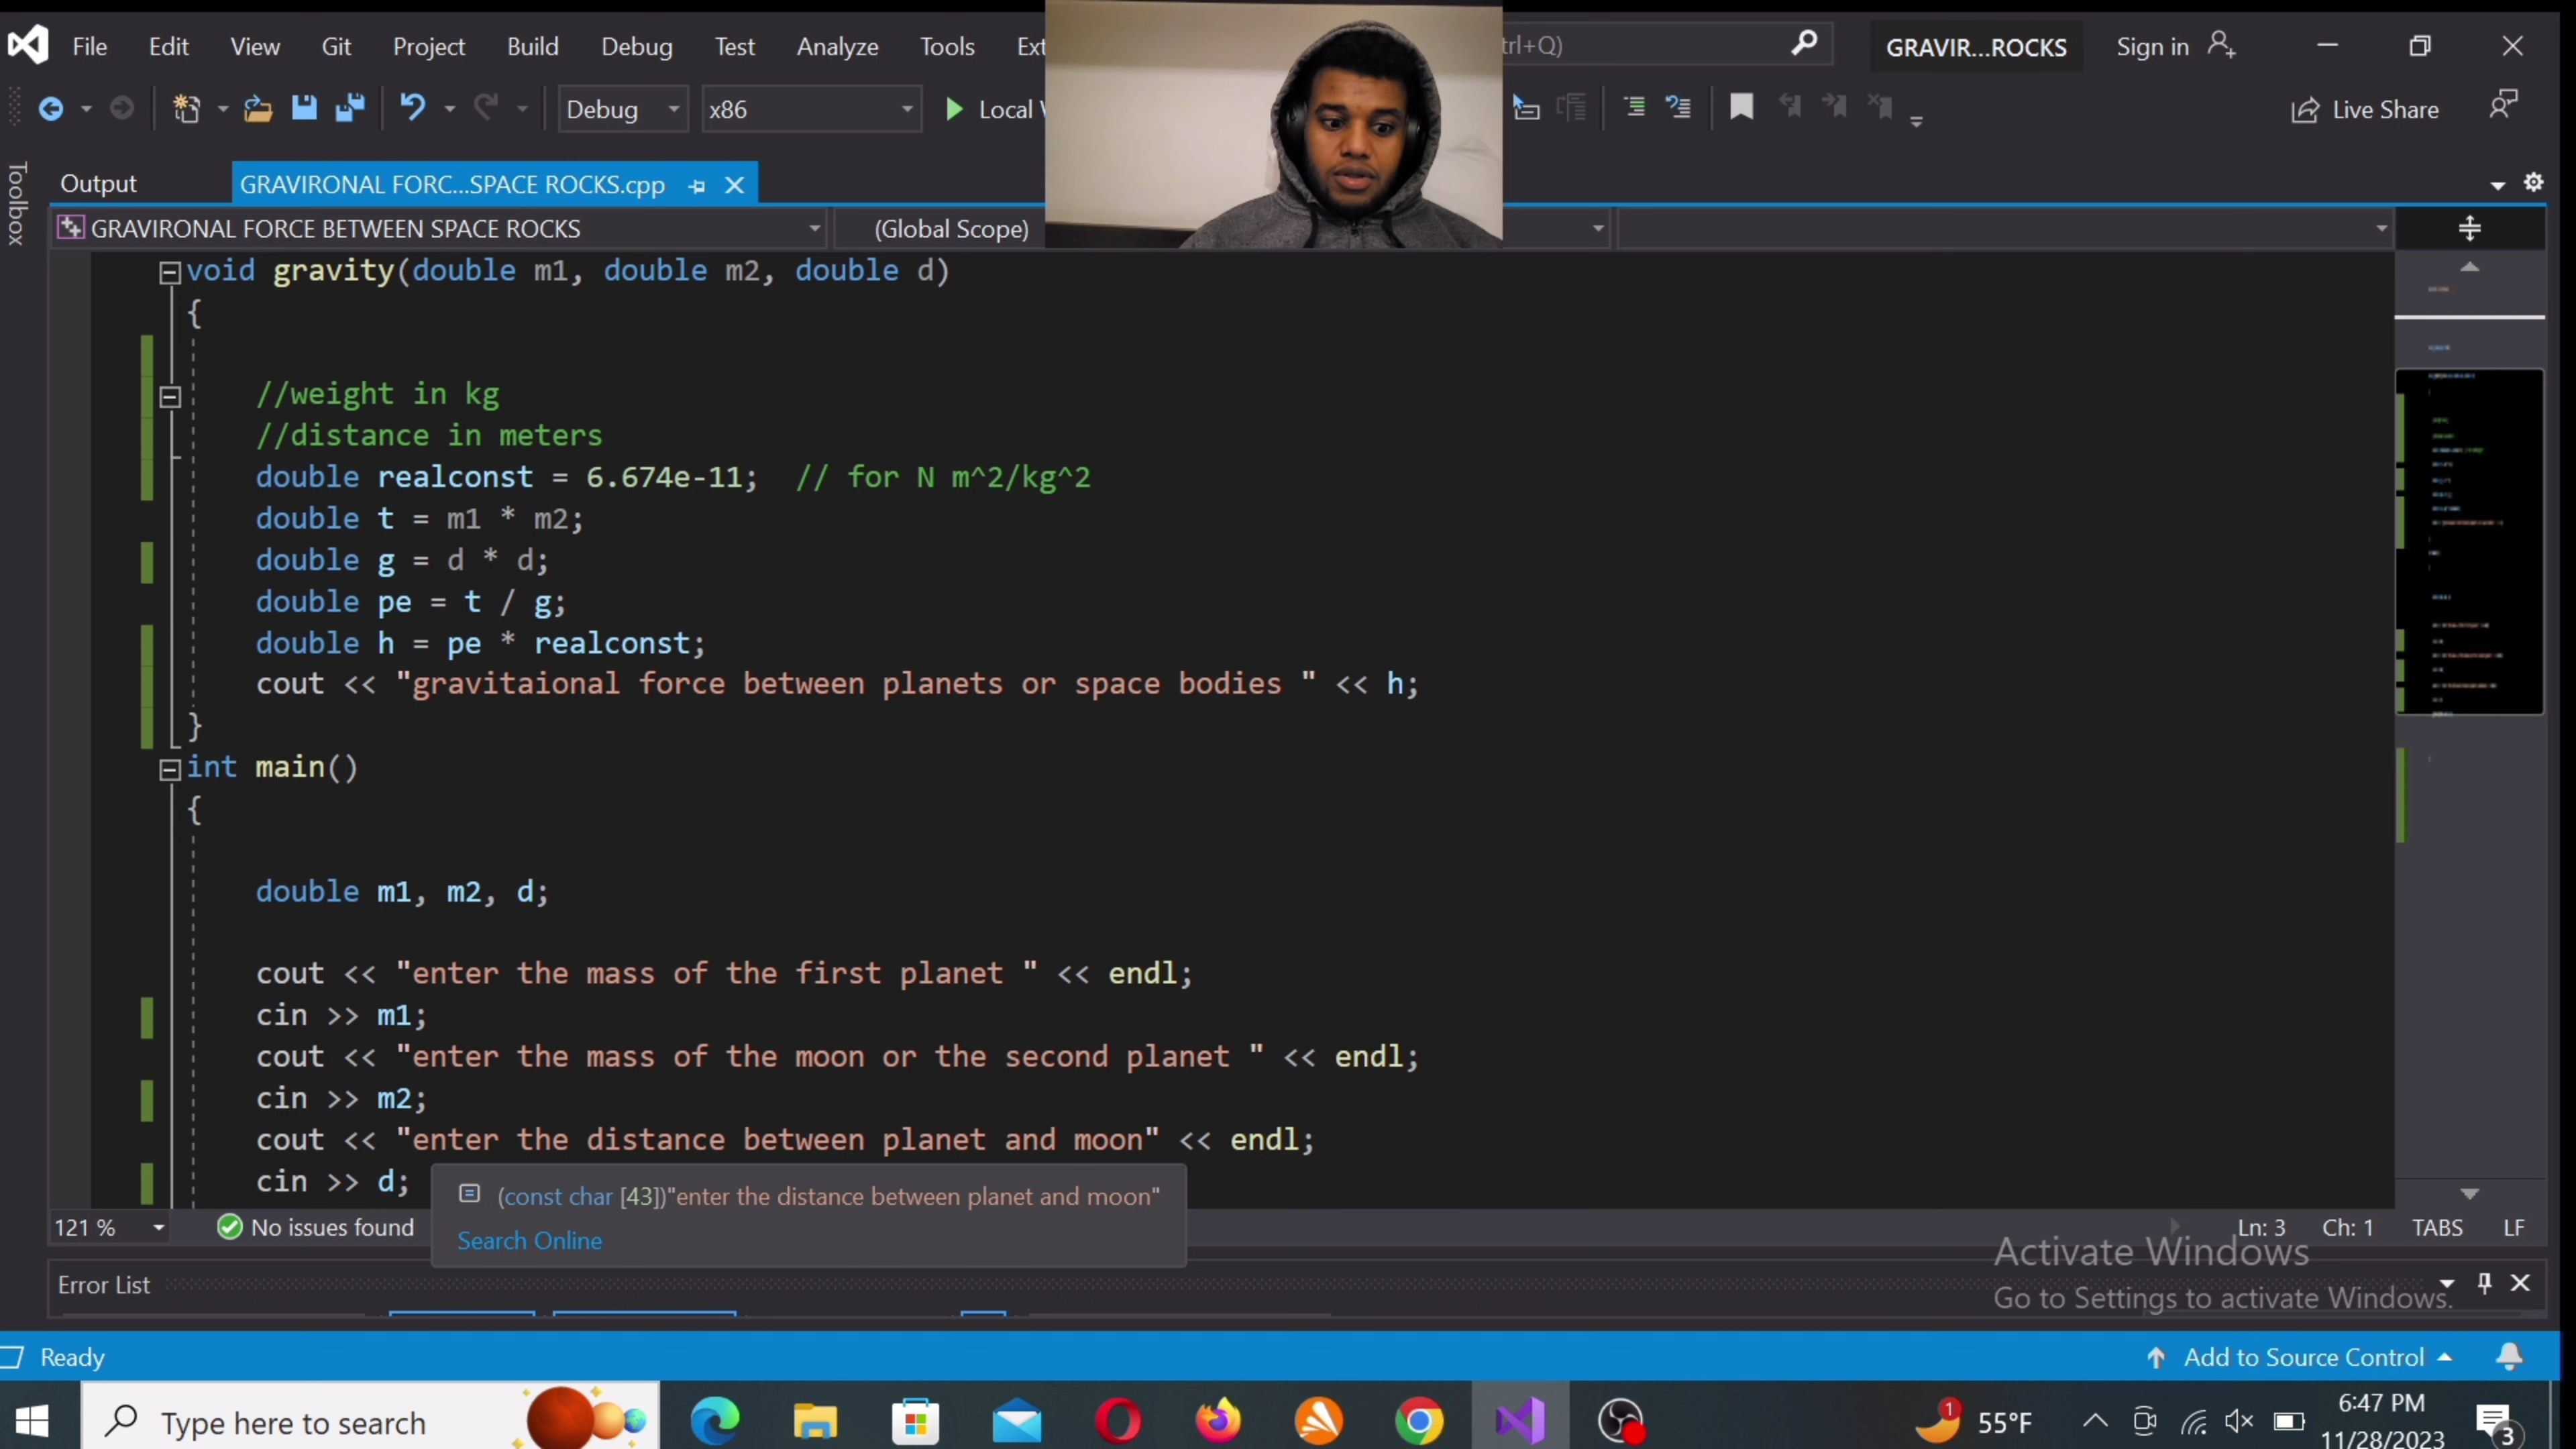 File Edit View Git Project Build Debug Test Analyze Tools Ext trl+Q) GRAVIR...ROCKS Sign in
Debug x86 Local Live Share
Toolbox
Output GRAVIRONAL FORC...SPACE ROCKS.cpp
GRAVIRONAL FORCE BETWEEN SPACE ROCKS (Global Scope)
void gravity(double m1, double m2, double d)
{
//weight in kg
//distance in meters
double realconst = 6.674e-11; // for N m^2/kg^2
double t = m1 * m2;
double g = d * d;
double pe = t / g;
double h = pe * realconst;
cout << "gravitaional force between planets or space bodies " << h;
}
int main()
{
double m1, m2, d;
cout << "enter the mass of the first planet " << endl;
cin >> m1;
cout << "enter the mass of the moon or the second planet " << endl;
cin >> m2;
cout << "enter the distance between planet and moon" << endl;
cin >> d;
(const char [43])"enter the distance between planet and moon"
Search Online
121 % No issues found Ln: 3 Ch: 1 TABS LF
Activate Windows
Go to Settings to activate Windows.
Error List
Ready Add to Source Control
Type here to search 1 55°F 6:47 PM
11/28/2023 3